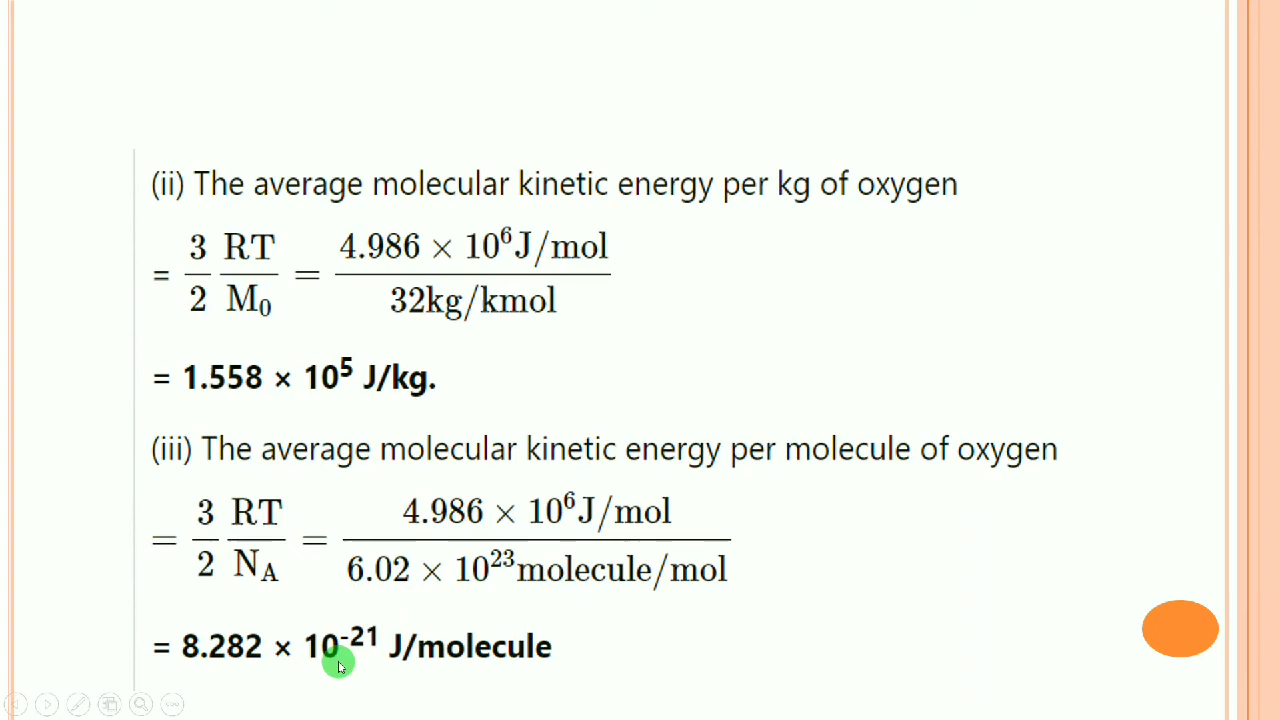 (ii) The average molecular kinetic energy per kg of oxygen
= 3/2 RT/M₀ = 4.986 × 10⁶J/mol / 32kg/kmol
= 1.558 × 10⁵ J/kg.
(iii) The average molecular kinetic energy per molecule of oxygen
= 3/2 RT/N_A = 4.986 × 10⁶J/mol / 6.02 × 10²³molecule/mol
= 8.282 × 10⁻²¹ J/molecule